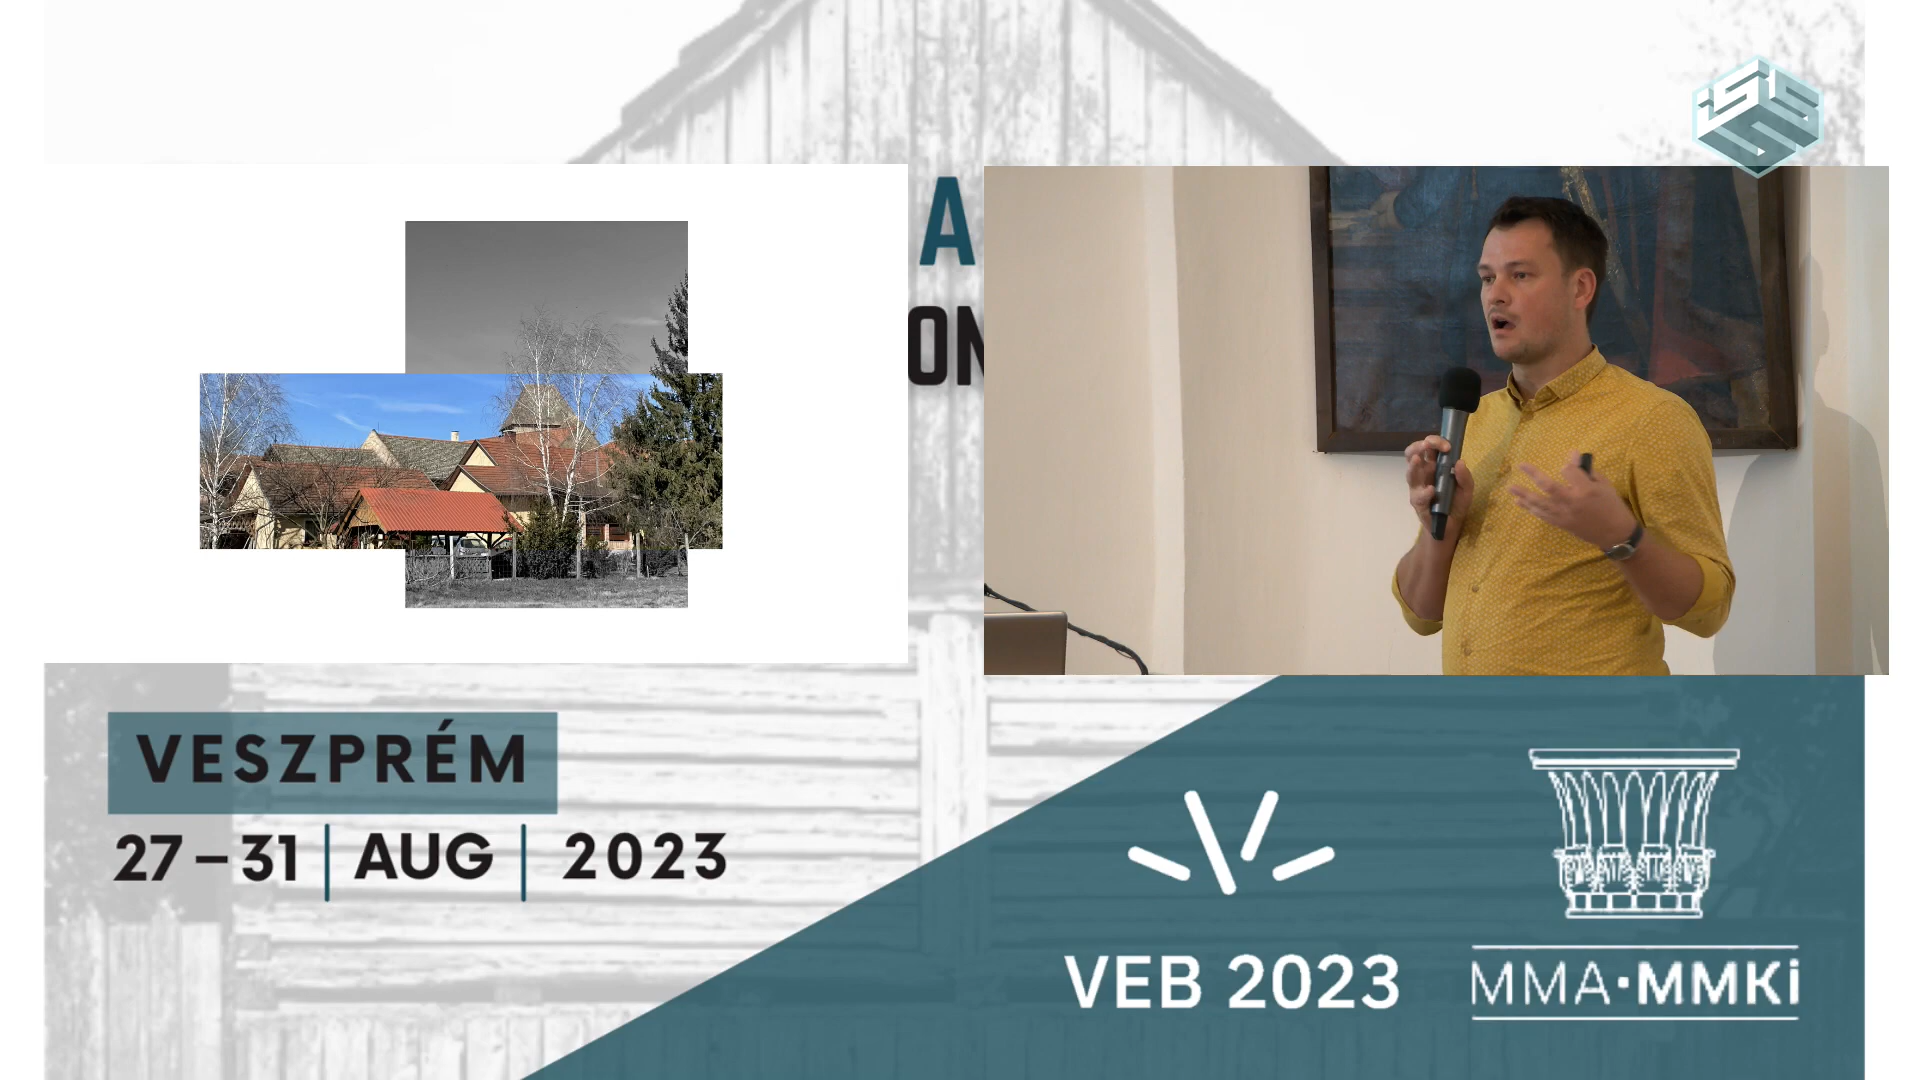 A
ON
VESZPRÉM
27 – 31 | AUG | 2023
VEB 2023
MMA·MMKi